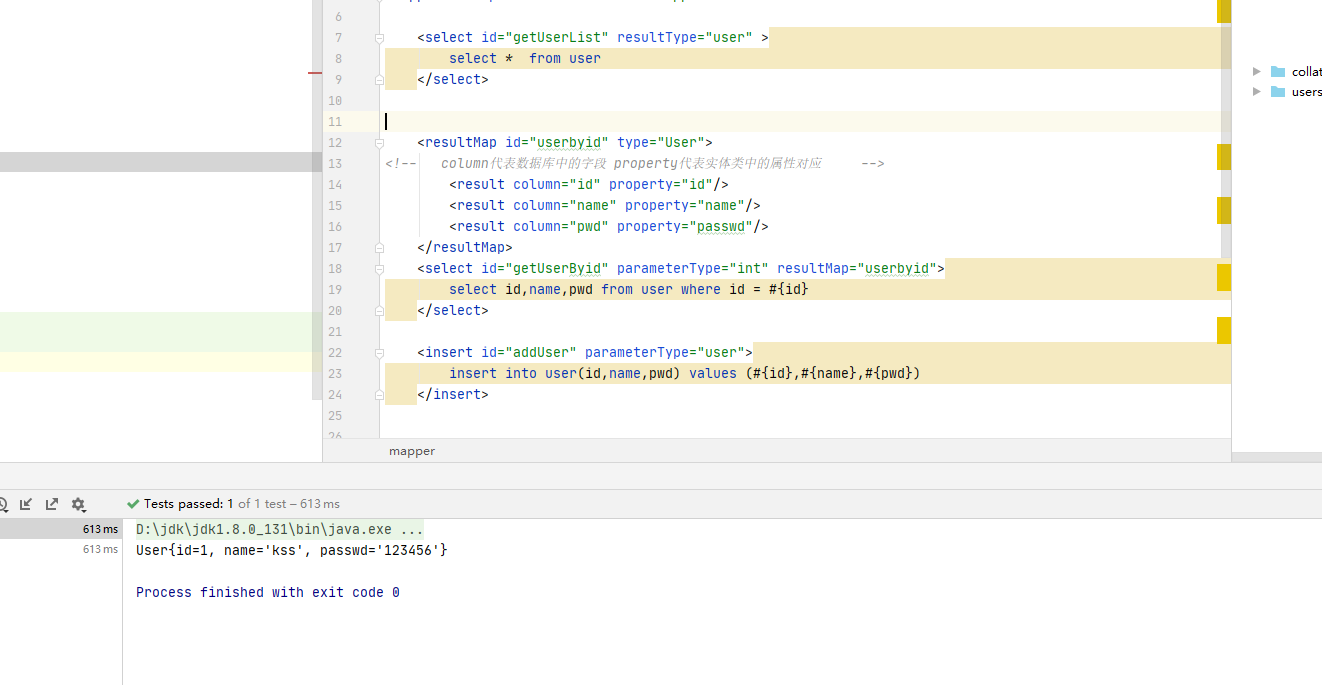 6
7 <select id="getUserList" resultType="user" >
8 select * from user
9 </select>
10
11
12 <resultMap id="userbyid" type="User">
13 <!-- column代表数据库中的字段 property代表实体类中的属性对应 -->
14 <result column="id" property="id"/>
15 <result column="name" property="name"/>
16 <result column="pwd" property="passwd"/>
17 </resultMap>
18 <select id="getUserByid" parameterType="int" resultMap="userbyid">
19 select id,name,pwd from user where id = #{id}
20 </select>
21
22 <insert id="addUser" parameterType="user">
23 insert into user(id,name,pwd) values (#{id},#{name},#{pwd})
24 </insert>
25
26
mapper
collat
users
Tests passed: 1 of 1 test – 613 ms
613 ms
613 ms
D:\jdk\jdk1.8.0_131\bin\java.exe ...
User{id=1, name='kss', passwd='123456'}
Process finished with exit code 0